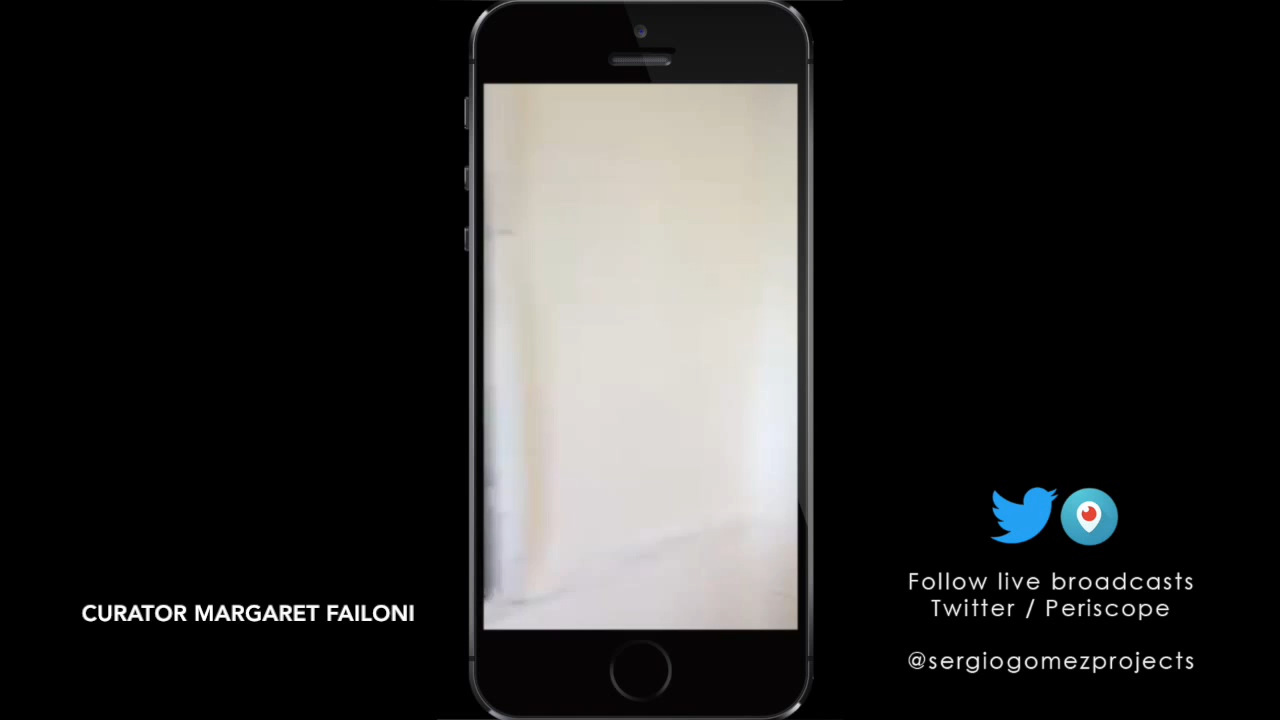 CURATOR MARGARET FAILONI
Follow live broadcasts
Twitter / Periscope
@sergiogomezprojects